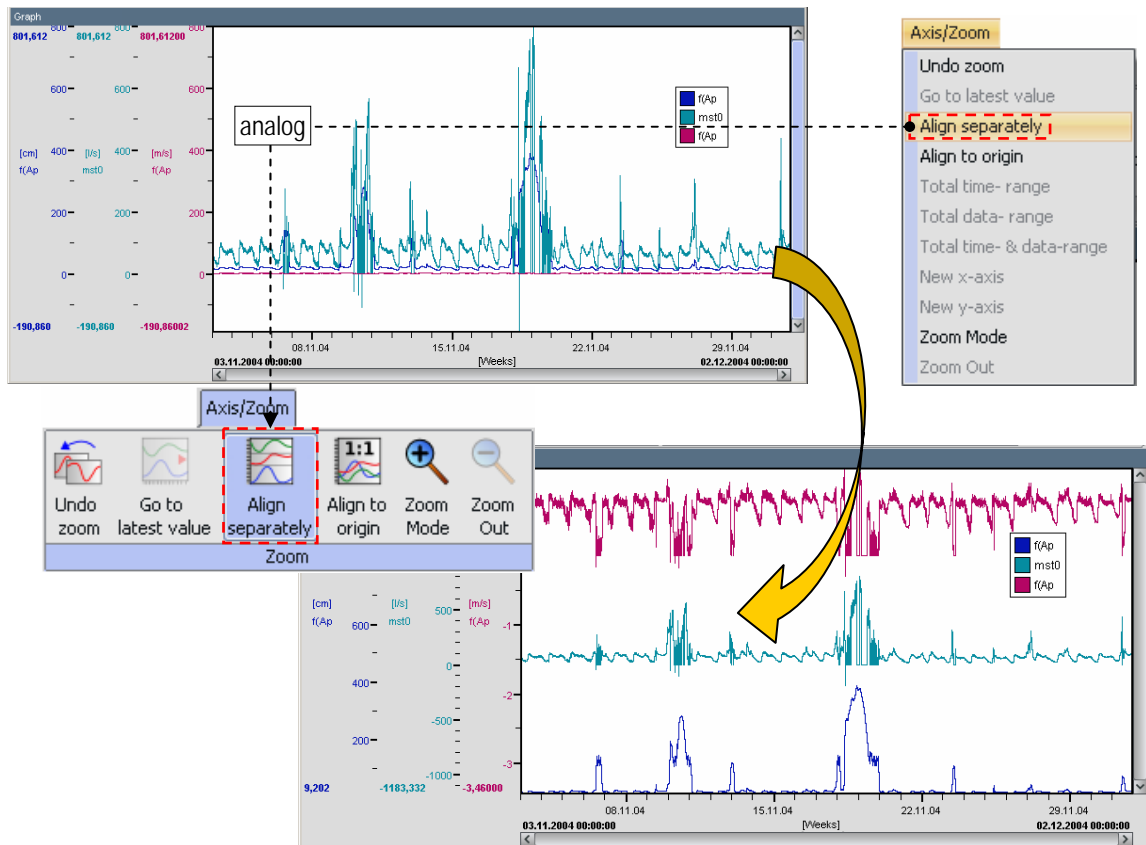 Graph
800 800 800
801,612 801,612 801,61200
600 600 600
[cm] 400 [l/s] 400 [m/s] 400
f(Ap mst0 f(Ap
200 200 200
0 0 0
-190,860 -190,860 -190,86002
analog
f(Ap
mst0
f(Ap
08.11.04 15.11.04 22.11.04 29.11.04
03.11.2004 00:00:00 [Weeks] 02.12.2004 00:00:00
Axis/Zoom
Undo zoom
Go to latest value
Align separately
Align to origin
Total time- range
Total data- range
Total time- & data-range
New x-axis
New y-axis
Zoom Mode
Zoom Out
Axis/Zoom
1:1
Undo Go to Align Align to Zoom Zoom
zoom latest value separately origin Mode Out
Zoom
f(Ap
mst0
f(Ap
[cm] [l/s] 500 [m/s]
f(Ap 600 mst0 f(Ap -1
0
400 -2
-500
200
-3
-1000
9,202 -1183,332 -3,46000
08.11.04 15.11.04 22.11.04 29.11.04
03.11.2004 00:00:00 [Weeks] 02.12.2004 00:00:00